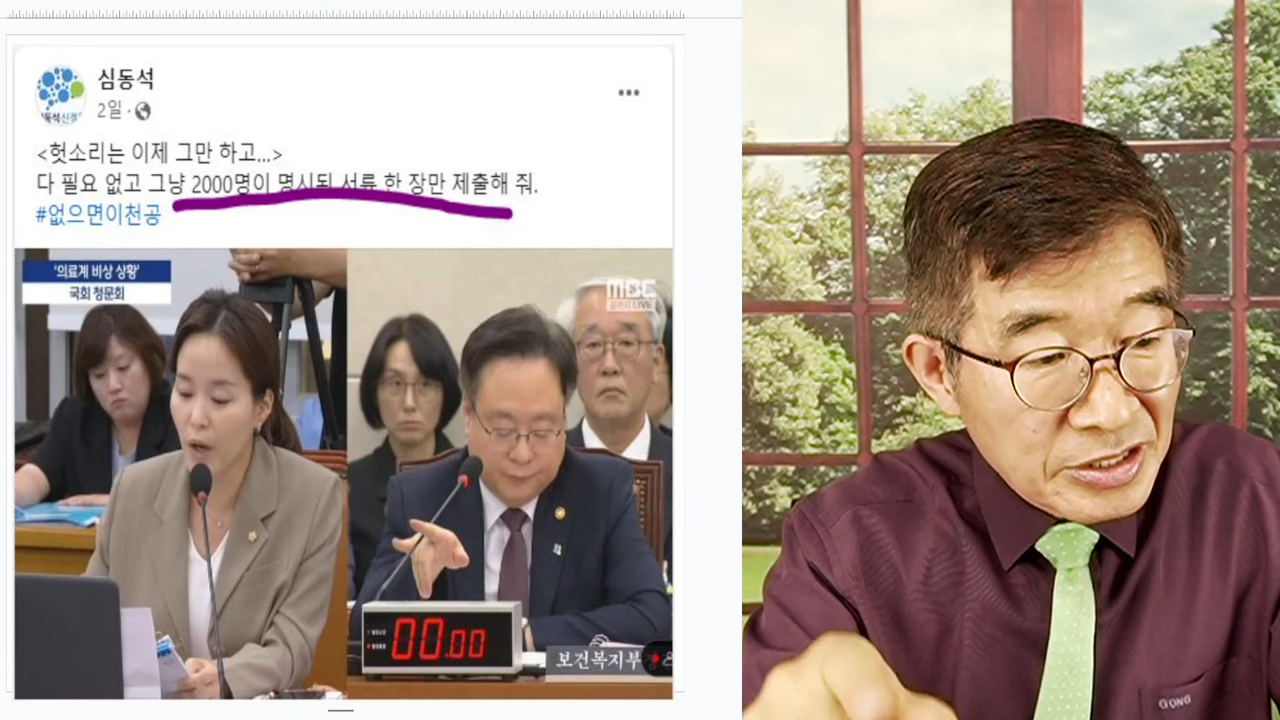 심동석
2일
<헛소리는 이제 그만 하고...>
다 필요 없고 그냥 2000명이 명시된 서류 한 장만 제출해 줘.
#없으면이천공
'의료계 비상 상황'
국회 청문회
MBC
LIVE
00.00
보건복지부
GONG